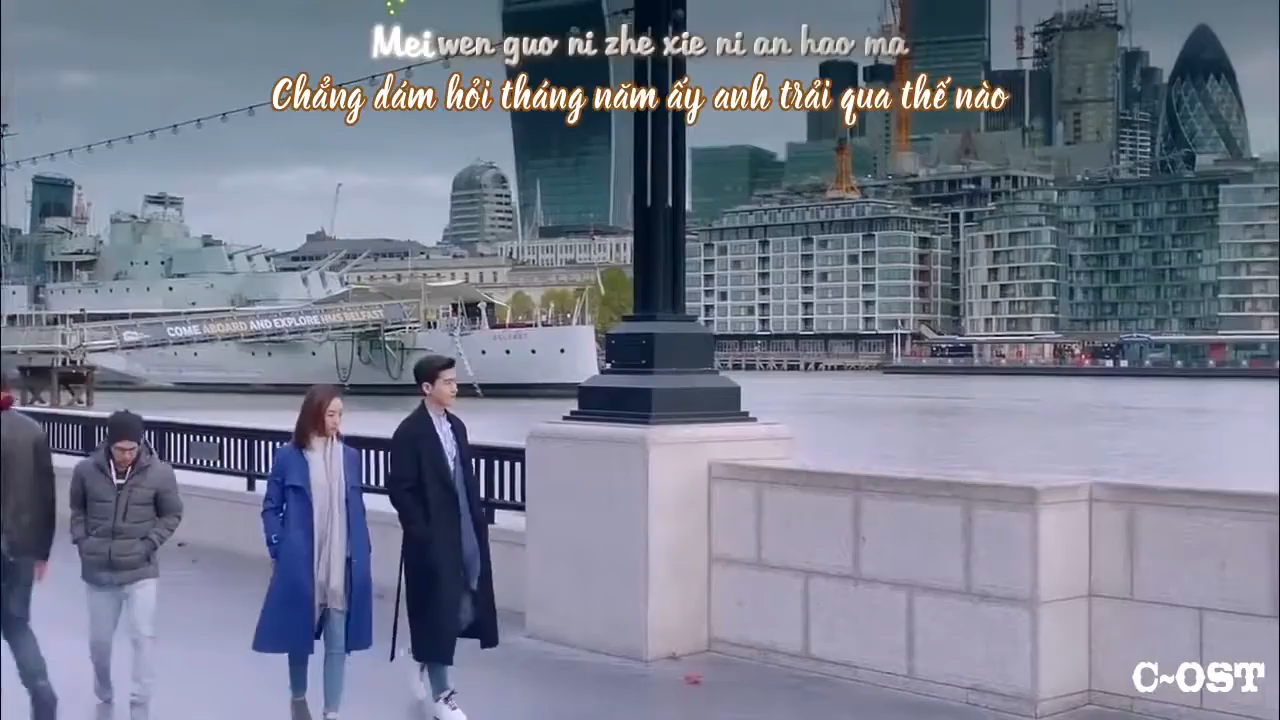 Mei wen guo ni zhe xie ni an hao ma
Chẳng dám hỏi tháng năm ấy anh trải qua thế nào
COME ABOARD AND EXPLORE HMS BELFAST
BELFAST
C~OST